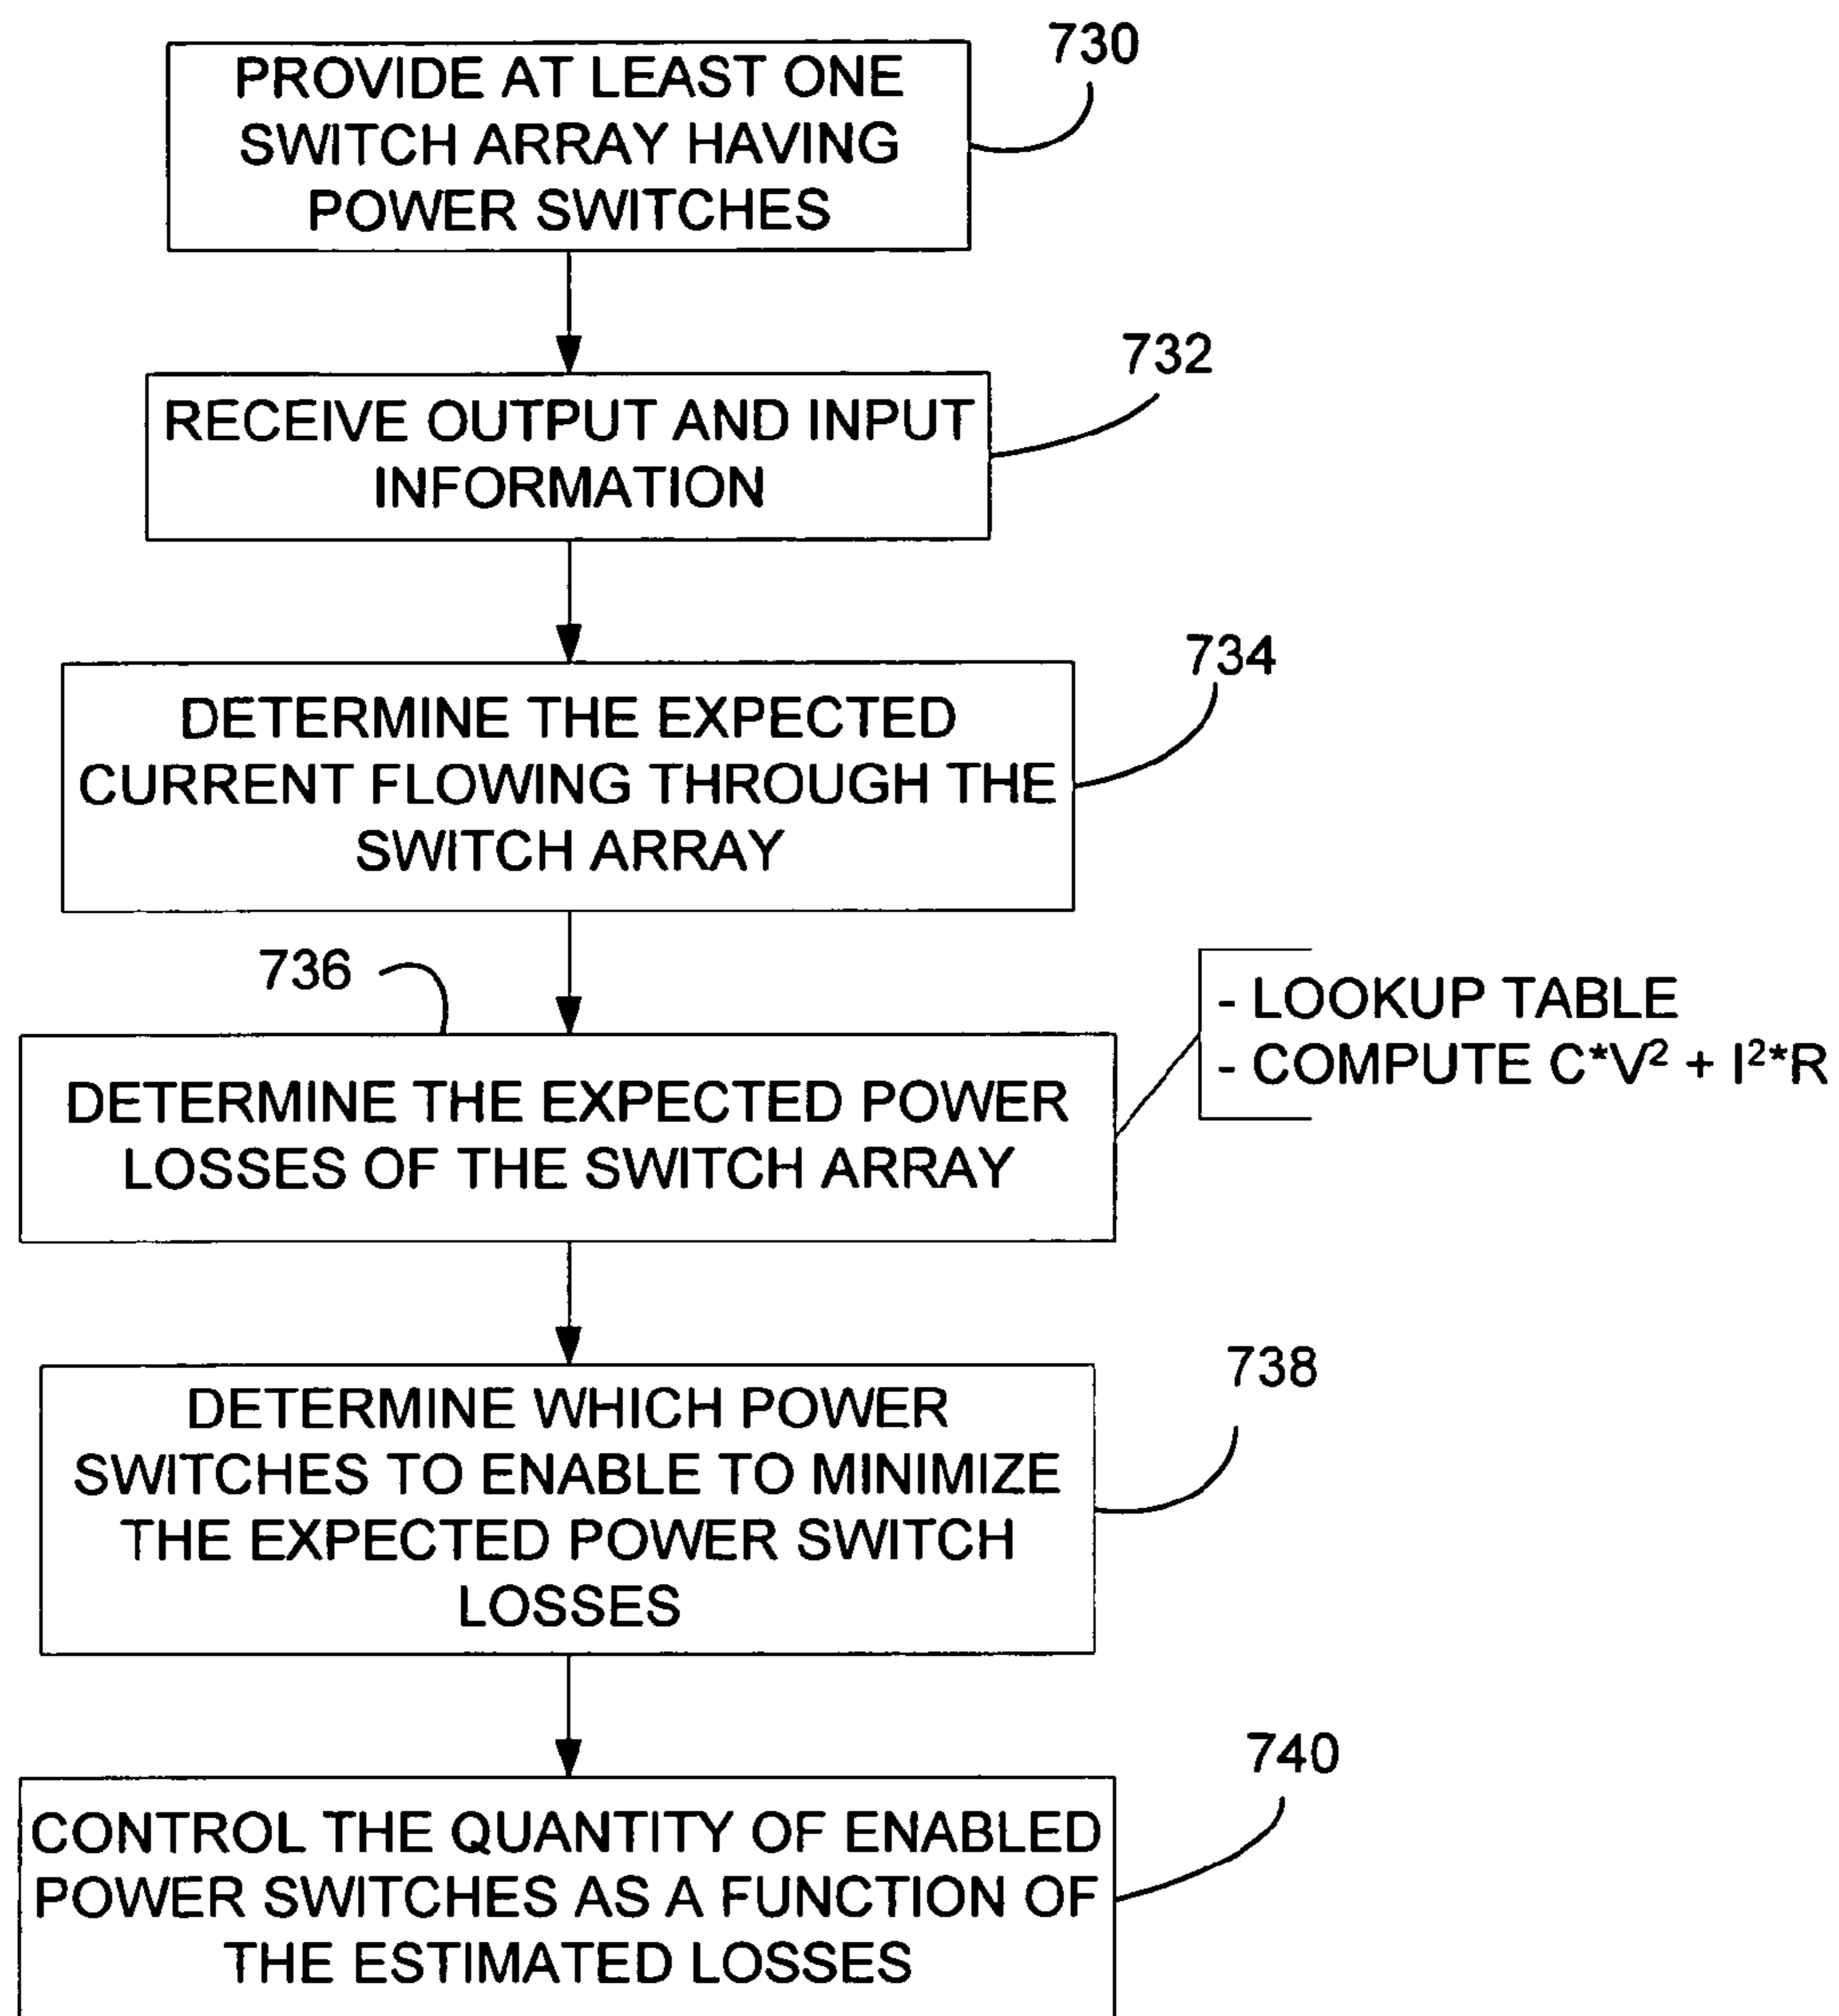 730
PROVIDE AT LEAST ONE
SWITCH ARRAY HAVING
POWER SWITCHES
732
RECEIVE OUTPUT AND INPUT
INFORMATION
734
DETERMINE THE EXPECTED
CURRENT FLOWING THROUGH THE
SWITCH ARRAY
736
DETERMINE THE EXPECTED POWER
LOSSES OF THE SWITCH ARRAY
- LOOKUP TABLE
- COMPUTE C*V² + I²*R
738
DETERMINE WHICH POWER
SWITCHES TO ENABLE TO MINIMIZE
THE EXPECTED POWER SWITCH
LOSSES
740
CONTROL THE QUANTITY OF ENABLED
POWER SWITCHES AS A FUNCTION OF
THE ESTIMATED LOSSES